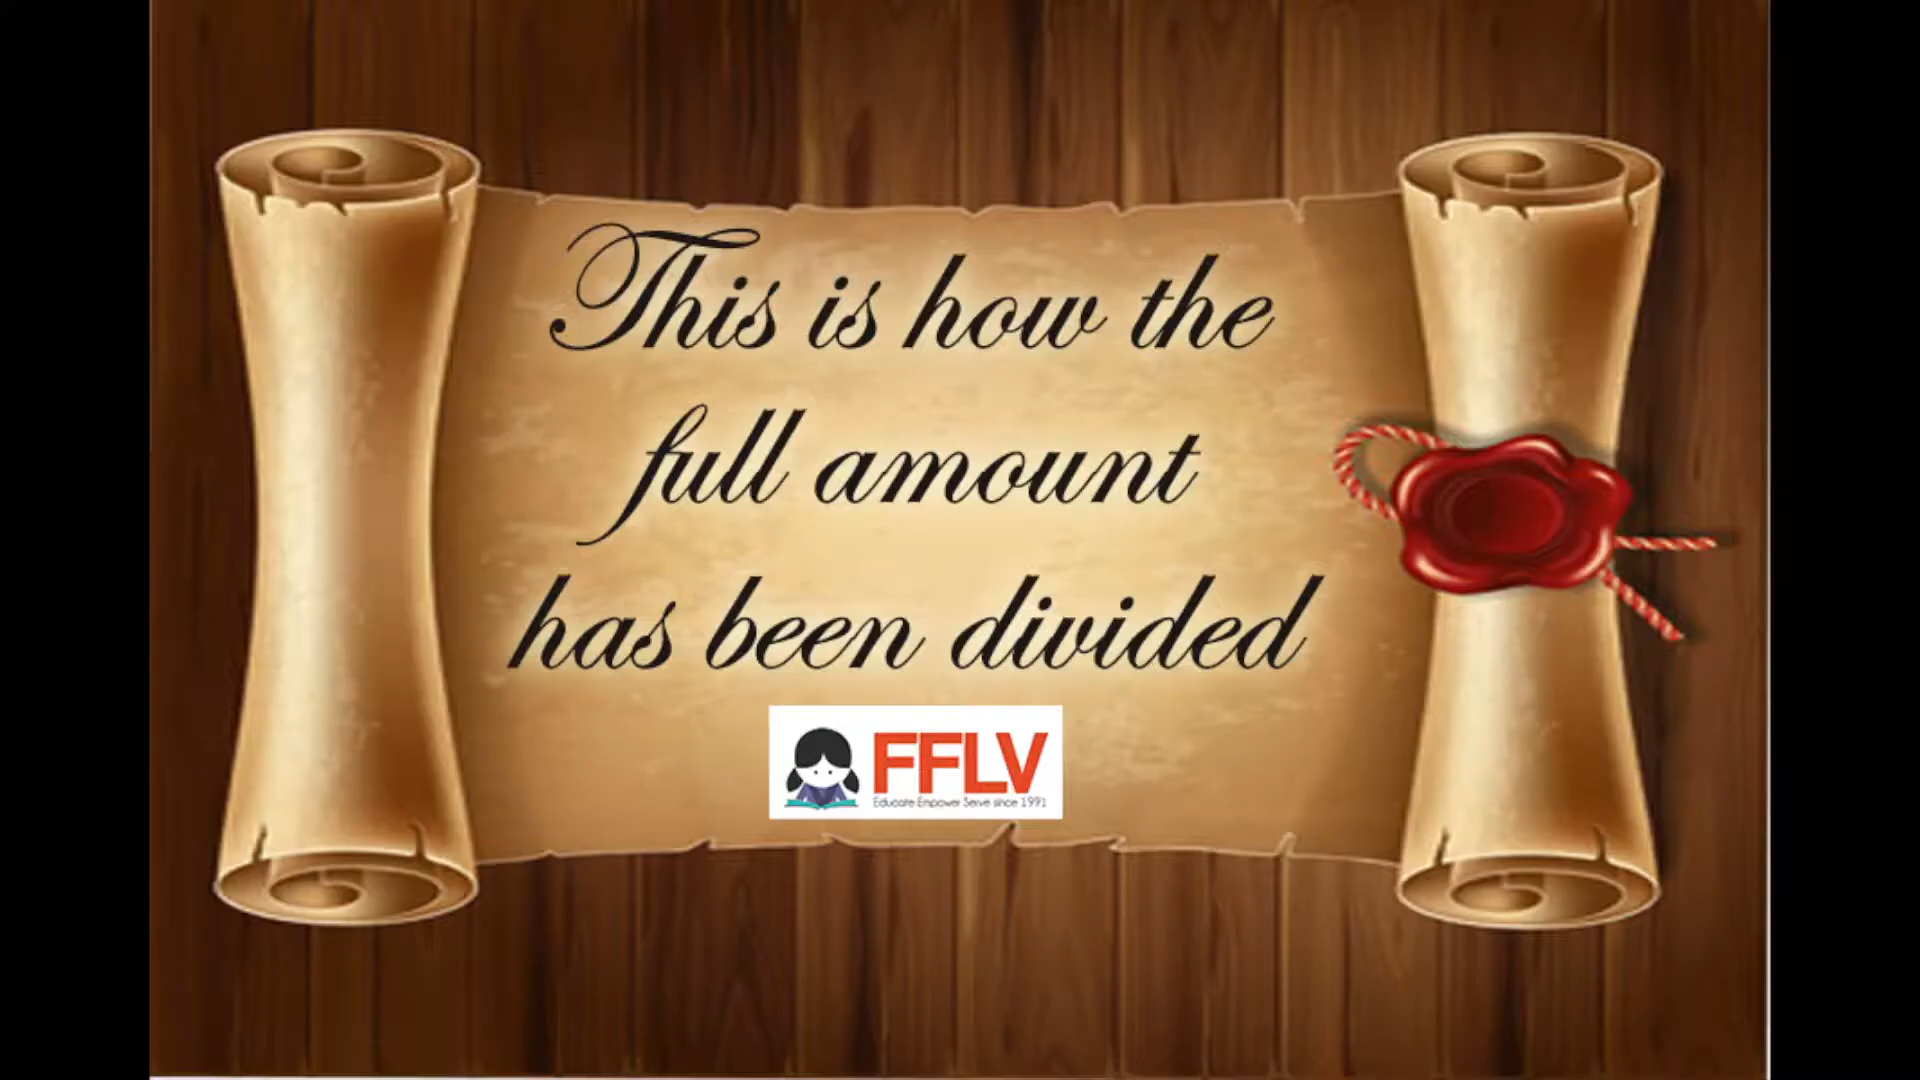 This is how the
full amount
has been divided
FFLV
Educate Empower Serve since 1991